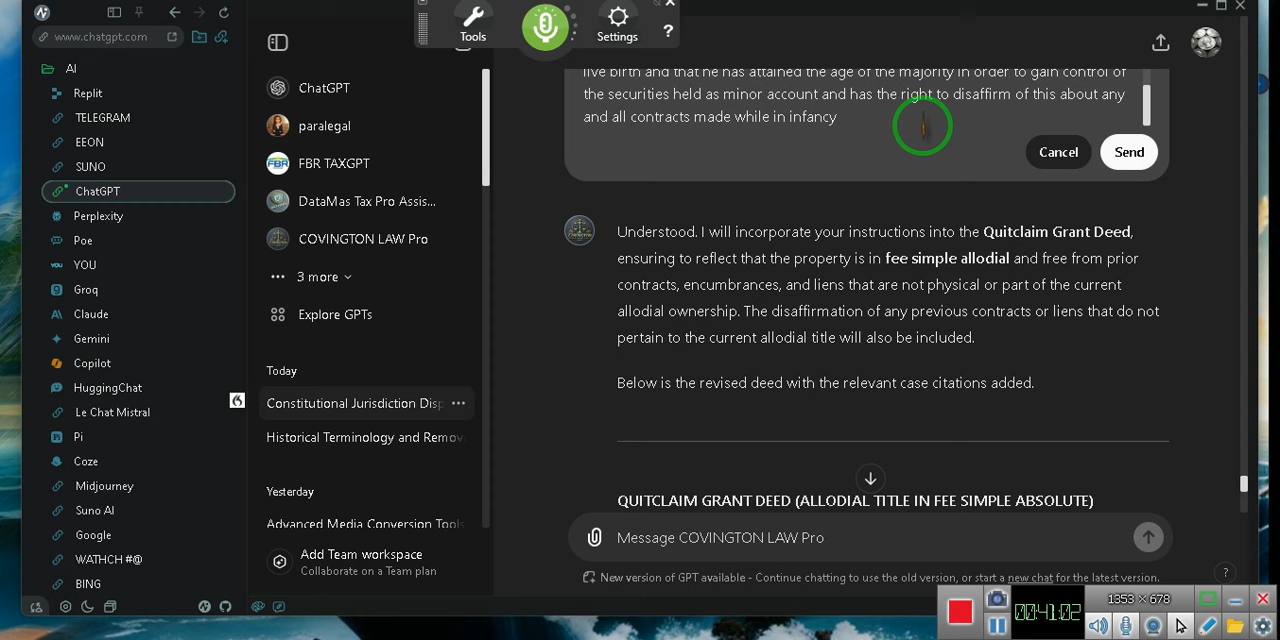 www.chatgpt.com
AI
Replit
TELEGRAM
EEON
SUNO
ChatGPT
Perplexity
Poe
YOU
YOU
Groq
Claude
Gemini
Copilot
HuggingChat
Le Chat Mistral
Pi
Coze
Midjourney
Suno AI
Google
WATHCH #@
BING
Tools
Settings
?
ChatGPT
paralegal
FBR
FBR TAXGPT
DataMas Tax Pro Assis...
COVINGTON LAW Pro
3 more
Explore GPTs
Today
Constitutional Jurisdiction Disp
Historical Terminology and Remov
Yesterday
Advanced Media Conversion Tools
Add Team workspace
Collaborate on a Team plan
live birth and that he has attained the age of the majority in order to gain control of
the securities held as minor account and has the right to disaffirm of this about any
and all contracts made while in infancy
Cancel
Send
Understood. I will incorporate your instructions into the Quitclaim Grant Deed,
ensuring to reflect that the property is in fee simple allodial and free from prior
contracts, encumbrances, and liens that are not physical or part of the current
allodial ownership. The disaffirmation of any previous contracts or liens that do not
pertain to the current allodial title will also be included.
Below is the revised deed with the relevant case citations added.
QUITCLAIM GRANT DEED (ALLODIAL TITLE IN FEE SIMPLE ABSOLUTE)
Message COVINGTON LAW Pro
New version of GPT available - Continue chatting to use the old version, or start a new chat for the latest version.
?
1353 × 678
00:41:02